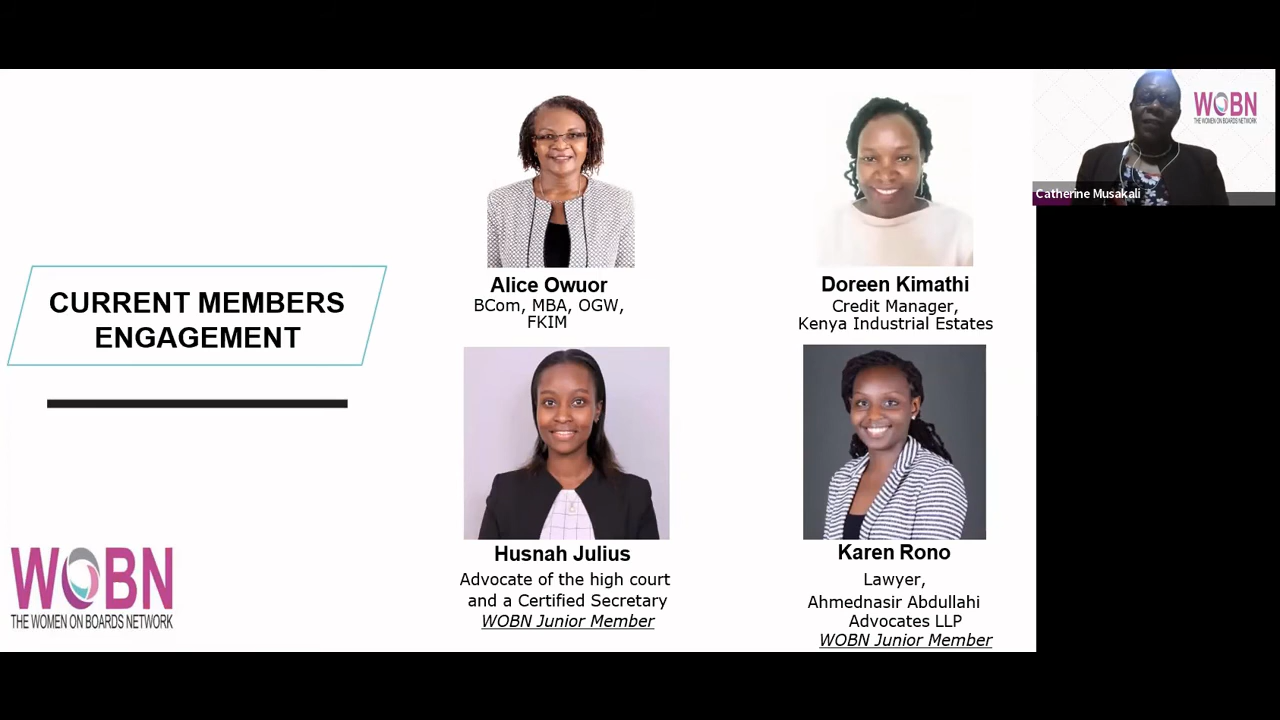 CURRENT MEMBERS
ENGAGEMENT
WOBN
THE WOMEN ON BOARDS NETWORK
Alice Owuor
BCom, MBA, OGW,
FKIM
Doreen Kimathi
Credit Manager,
Kenya Industrial Estates
Husnah Julius
Advocate of the high court
and a Certified Secretary
WOBN Junior Member
Karen Rono
Lawyer,
Ahmednasir Abdullahi
Advocates LLP
WOBN Junior Member
WOBN
THE WOMEN ON BOARDS NETWORK
Catherine Musakali